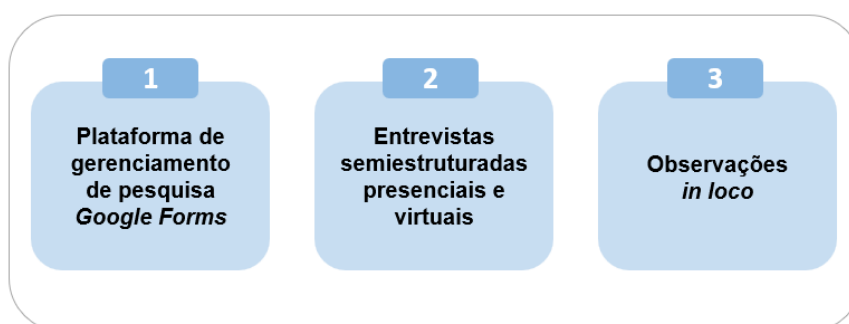 1
Plataforma de
gerenciamento
de pesquisa
Google Forms
2
Entrevistas
semiestruturadas
presenciais e
virtuais
3
Observações
in loco